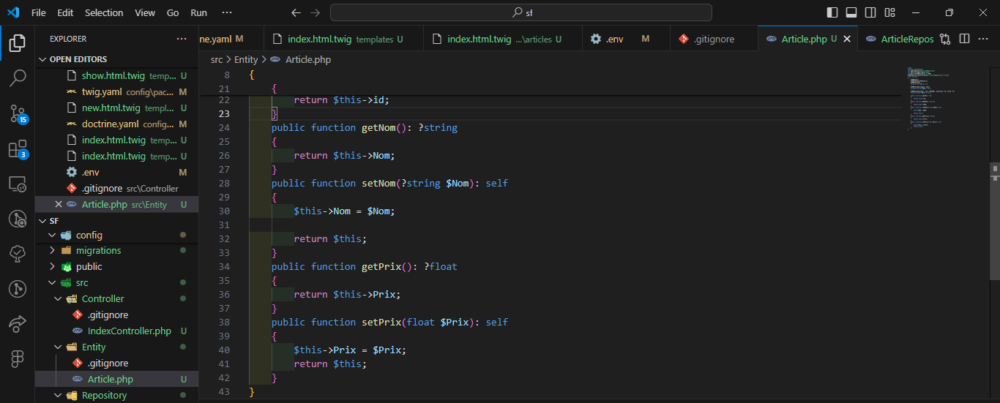 File Edit Selection View Go Run ··· sf
EXPLORER ···
OPEN EDITORS
show.html.twig temp... U
twig.yaml config\pac... M
new.html.twig temp... U
doctrine.yaml config... M
index.html.twig temp... U
index.html.twig temp... U
.env M
.gitignore src\Controller
Article.php src\Entity U
SF
config
migrations
public
src
Controller
.gitignore
IndexController.php U
Entity
.gitignore
Article.php U
Repository
15
3
ne.yaml M index.html.twig templates U index.html.twig ...\articles U .env M .gitignore Article.php U ArticleRepos ···
src > Entity > Article.php
8 {
21 {
22 return $this->id;
23 }
24 public function getNom(): ?string
25 {
26 return $this->Nom;
27 }
28 public function setNom(?string $Nom): self
29 {
30 $this->Nom = $Nom;
31
32 return $this;
33 }
34 public function getPrix(): ?float
35 {
36 return $this->Prix;
37 }
38 public function setPrix(float $Prix): self
39 {
40 $this->Prix = $Prix;
41 return $this;
42 }
43 }